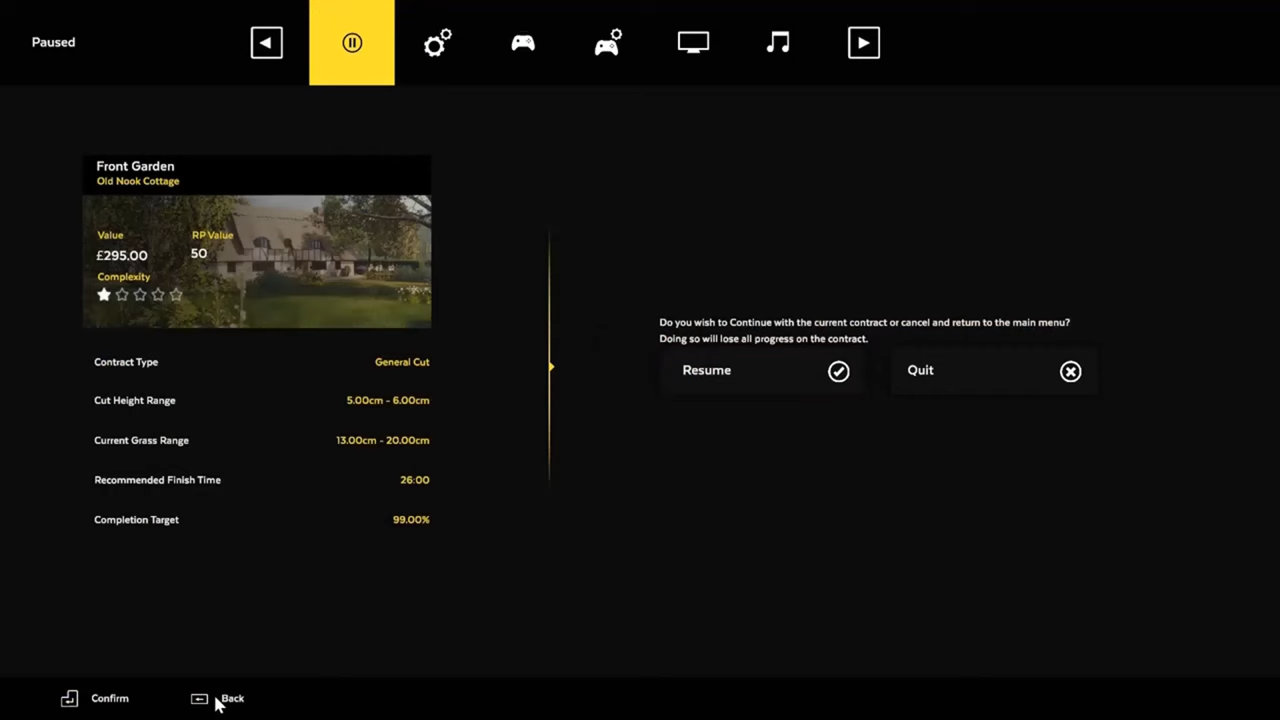 Paused
Front Garden
Old Nook Cottage
Value
RP Value
£295.00
50
Complexity
Contract Type
General Cut
Cut Height Range
5.00cm - 6.00cm
Current Grass Range
13.00cm - 20.00cm
Recommended Finish Time
26:00
Completion Target
99.00%
Do you wish to Continue with the current contract or cancel and return to the main menu?
Doing so will lose all progress on the contract.
Resume
Quit
Confirm
Back